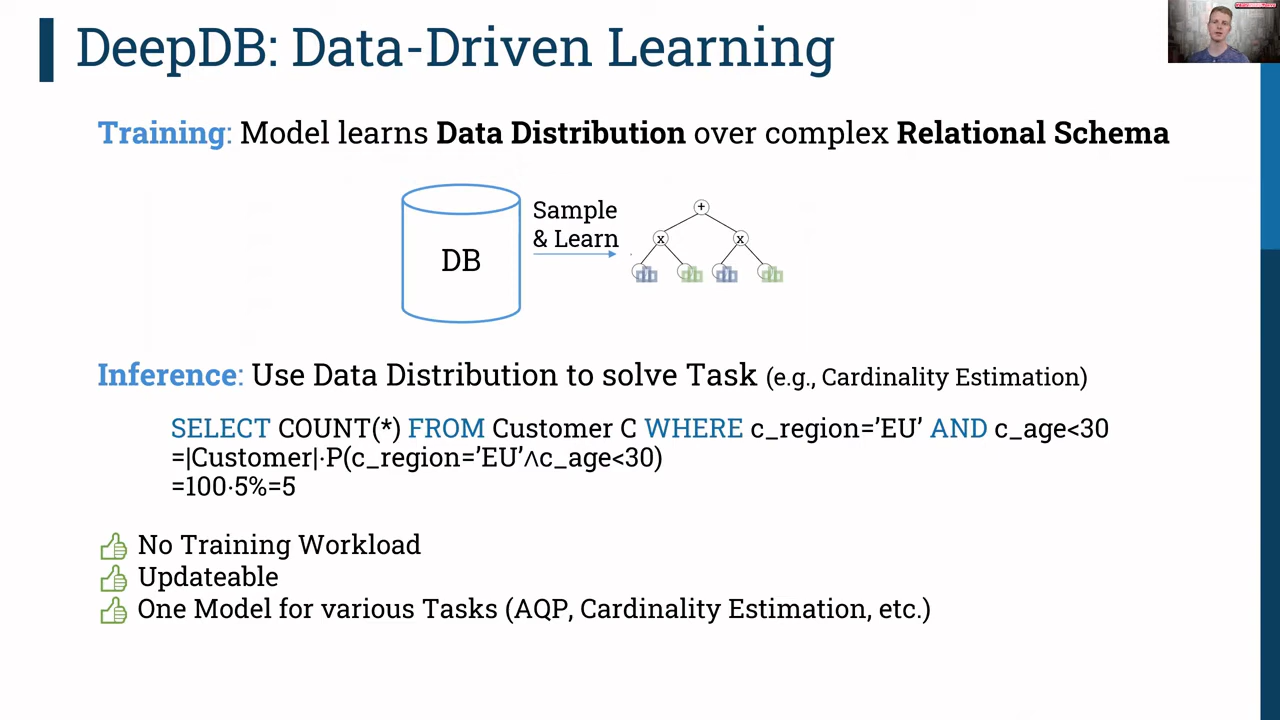 DeepDB: Data-Driven Learning
Training: Model learns Data Distribution over complex Relational Schema
Sample
& Learn
DB
+
x x
Inference: Use Data Distribution to solve Task (e.g., Cardinality Estimation)
SELECT COUNT(*) FROM Customer C WHERE c_region=’EU’ AND c_age<30
=|Customer|·P(c_region=’EU’∧c_age<30)
=100·5%=5
No Training Workload
Updateable
One Model for various Tasks (AQP, Cardinality Estimation, etc.)